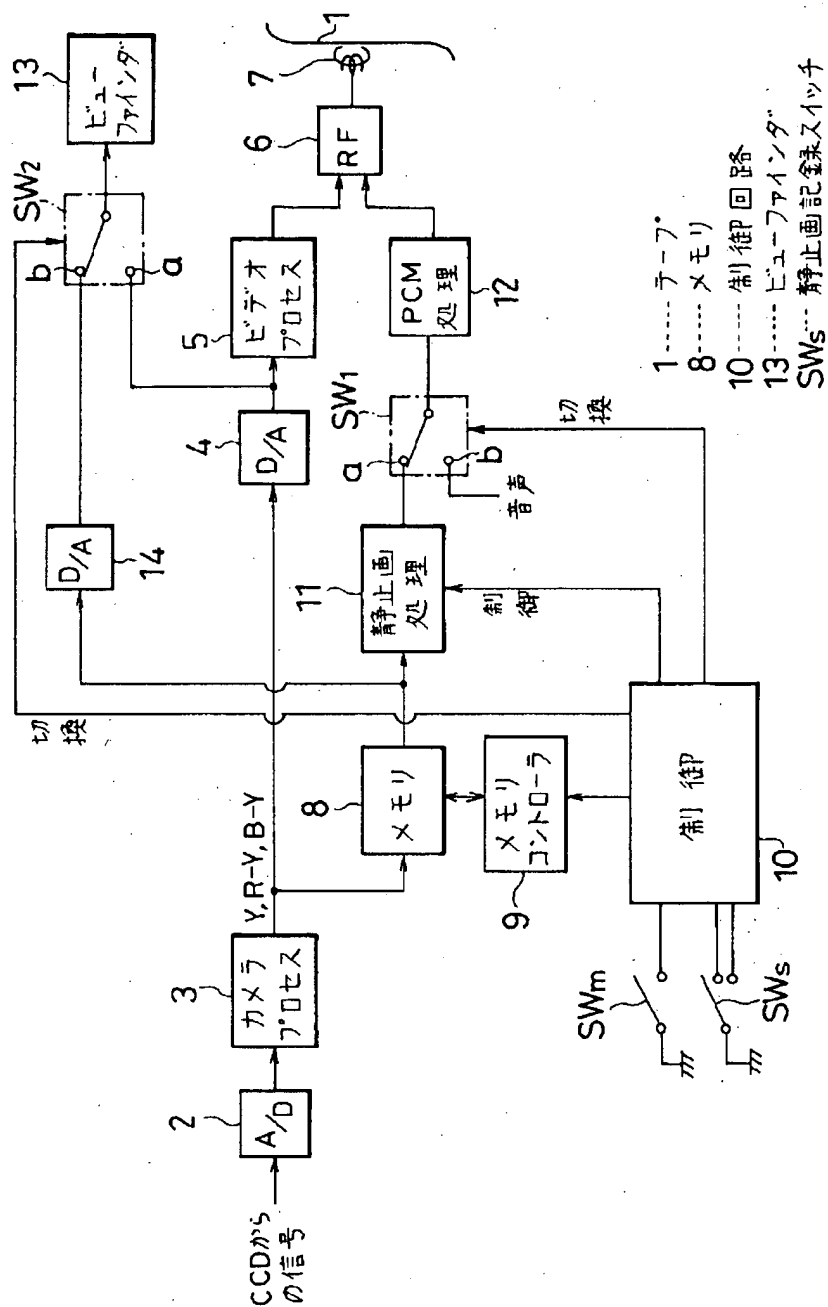 CCDから
の信号
2
A/D
3
カメラ
プロセス
Y, R-Y, B-Y
切
換
8
メモリ
9
メモリ
コントローラ
SWm
SWs
制御
10
14
D/A
4
D/A
11
静止画
処理
制
御
5
ビデオ
プロセス
SW1
a
b
音声
切
換
PCM
処理
12
SW2
b
a
13
ビュー
ファインダ
6
RF
7
1
1……テープ
8……メモリ
10……制御回路
13……ビューファインダ
SWs…静止画記録スイッチ